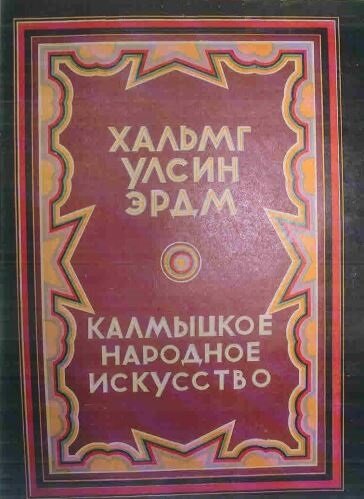 ХАЛЬМГ
УЛСИН
ЭРДМ
КАЛМЫЦКОЕ
НАРОДНОЕ
ИСКУССТВО